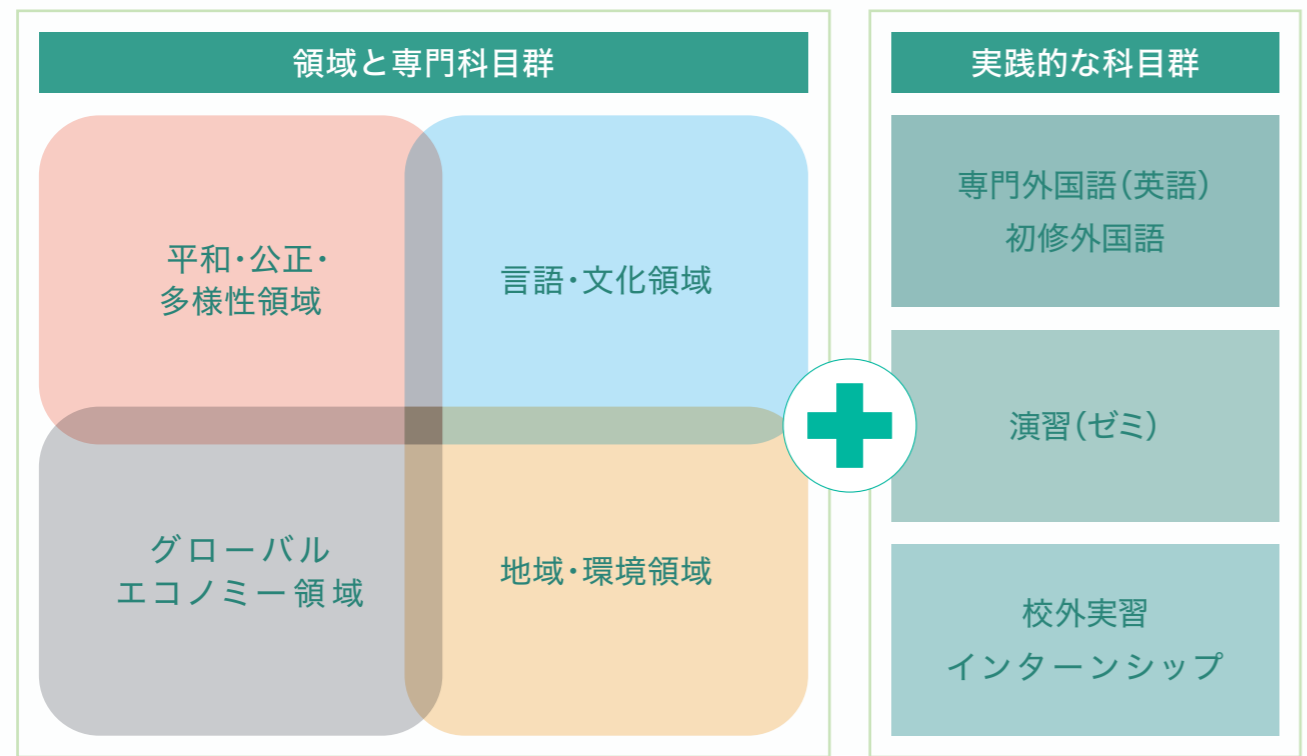 領域と専門科目群
平和・公正・
多様性領域
言語・文化領域
グローバル
エコノミー領域
地域・環境領域
実践的な科目群
専門外国語(英語)
初修外国語
演習(ゼミ)
校外実習
インターンシップ